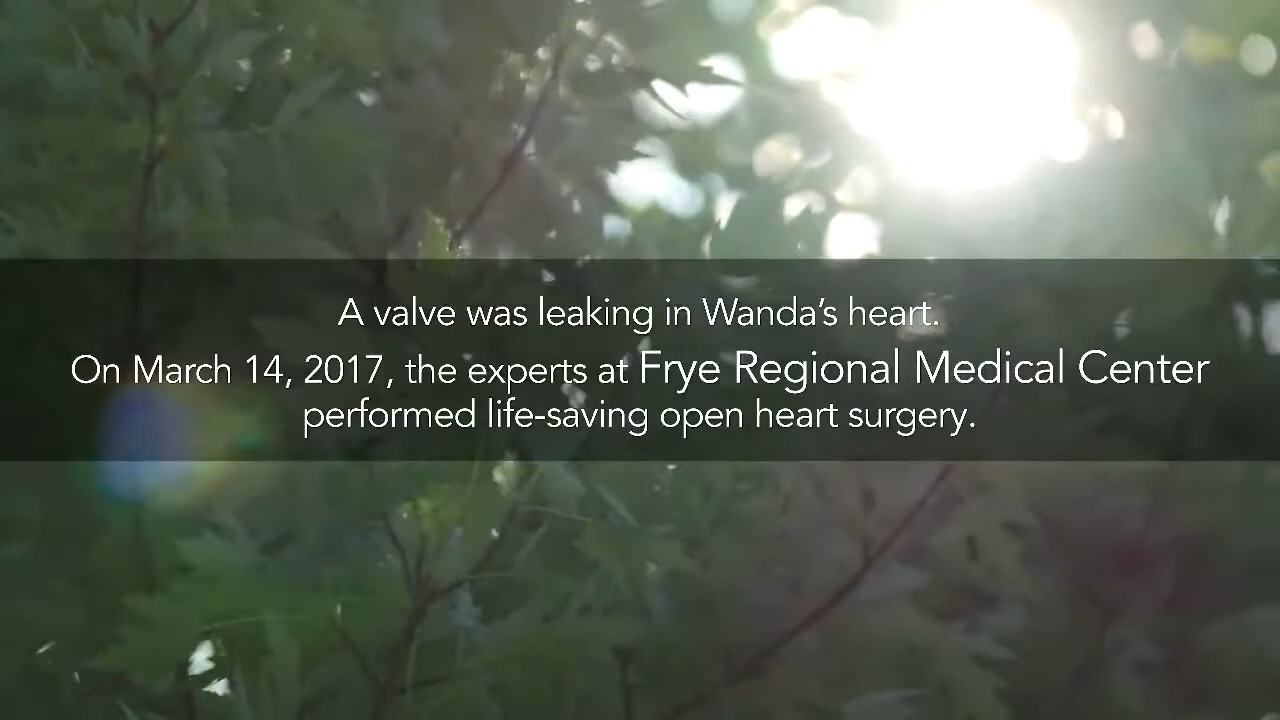 A valve was leaking in Wanda's heart.
On March 14, 2017, the experts at Frye Regional Medical Center
performed life-saving open heart surgery.